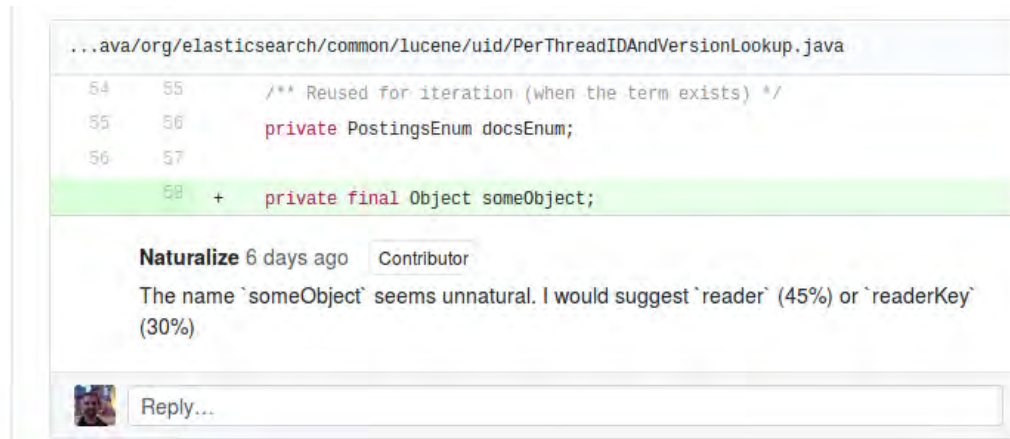 ...ava/org/elasticsearch/common/lucene/uid/PerThreadIDAndVersionLookup.java
54 55 /** Reused for iteration (when the term exists) */
55 56 private PostingsEnum docsEnum;
56 57
58 + private final Object someObject;
Naturalize 6 days ago Contributor
The name `someObject` seems unnatural. I would suggest `reader` (45%) or `readerKey`
(30%)
Reply...